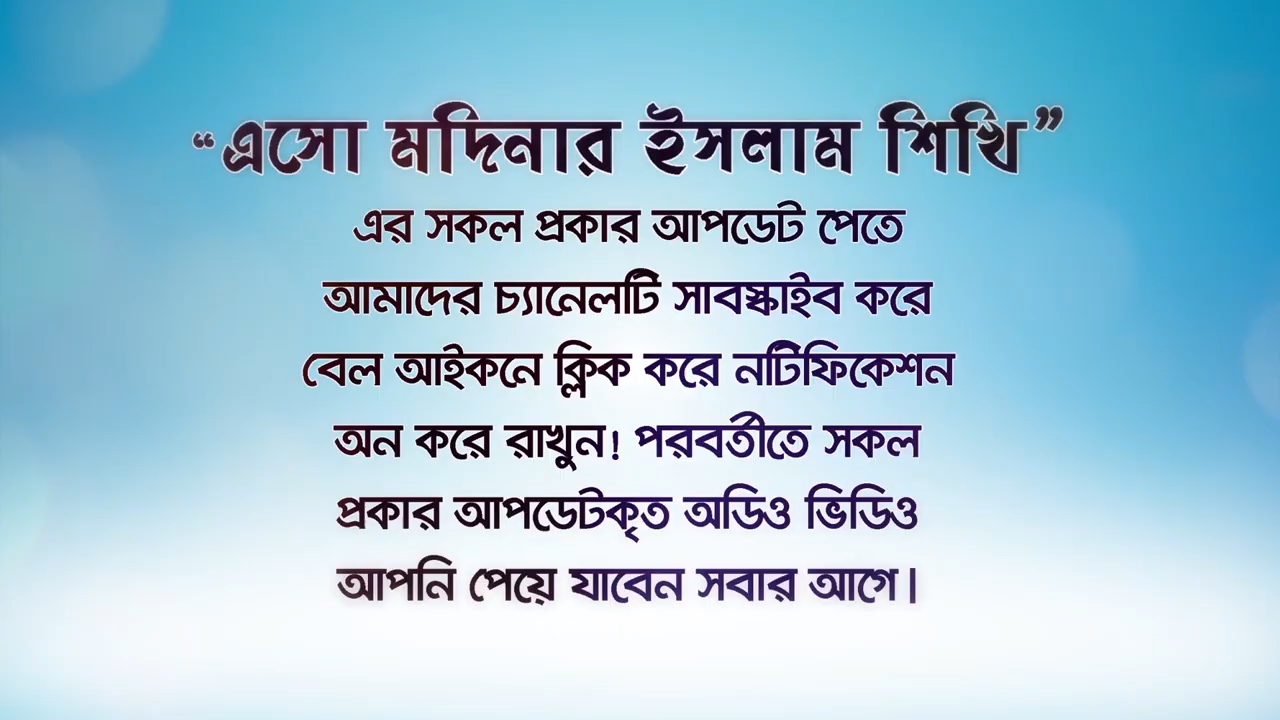 “এসো মদিনার ইসলাম শিখি”
এর সকল প্রকার আপডেট পেতে
আমাদের চ্যানেলটি সাবস্ক্রাইব করে
বেল আইকনে ক্লিক করে নটিফিকেশন
অন করে রাখুন! পরবর্তীতে সকল
প্রকার আপডেটকৃত অডিও ভিডিও
আপনি পেয়ে যাবেন সবার আগে।